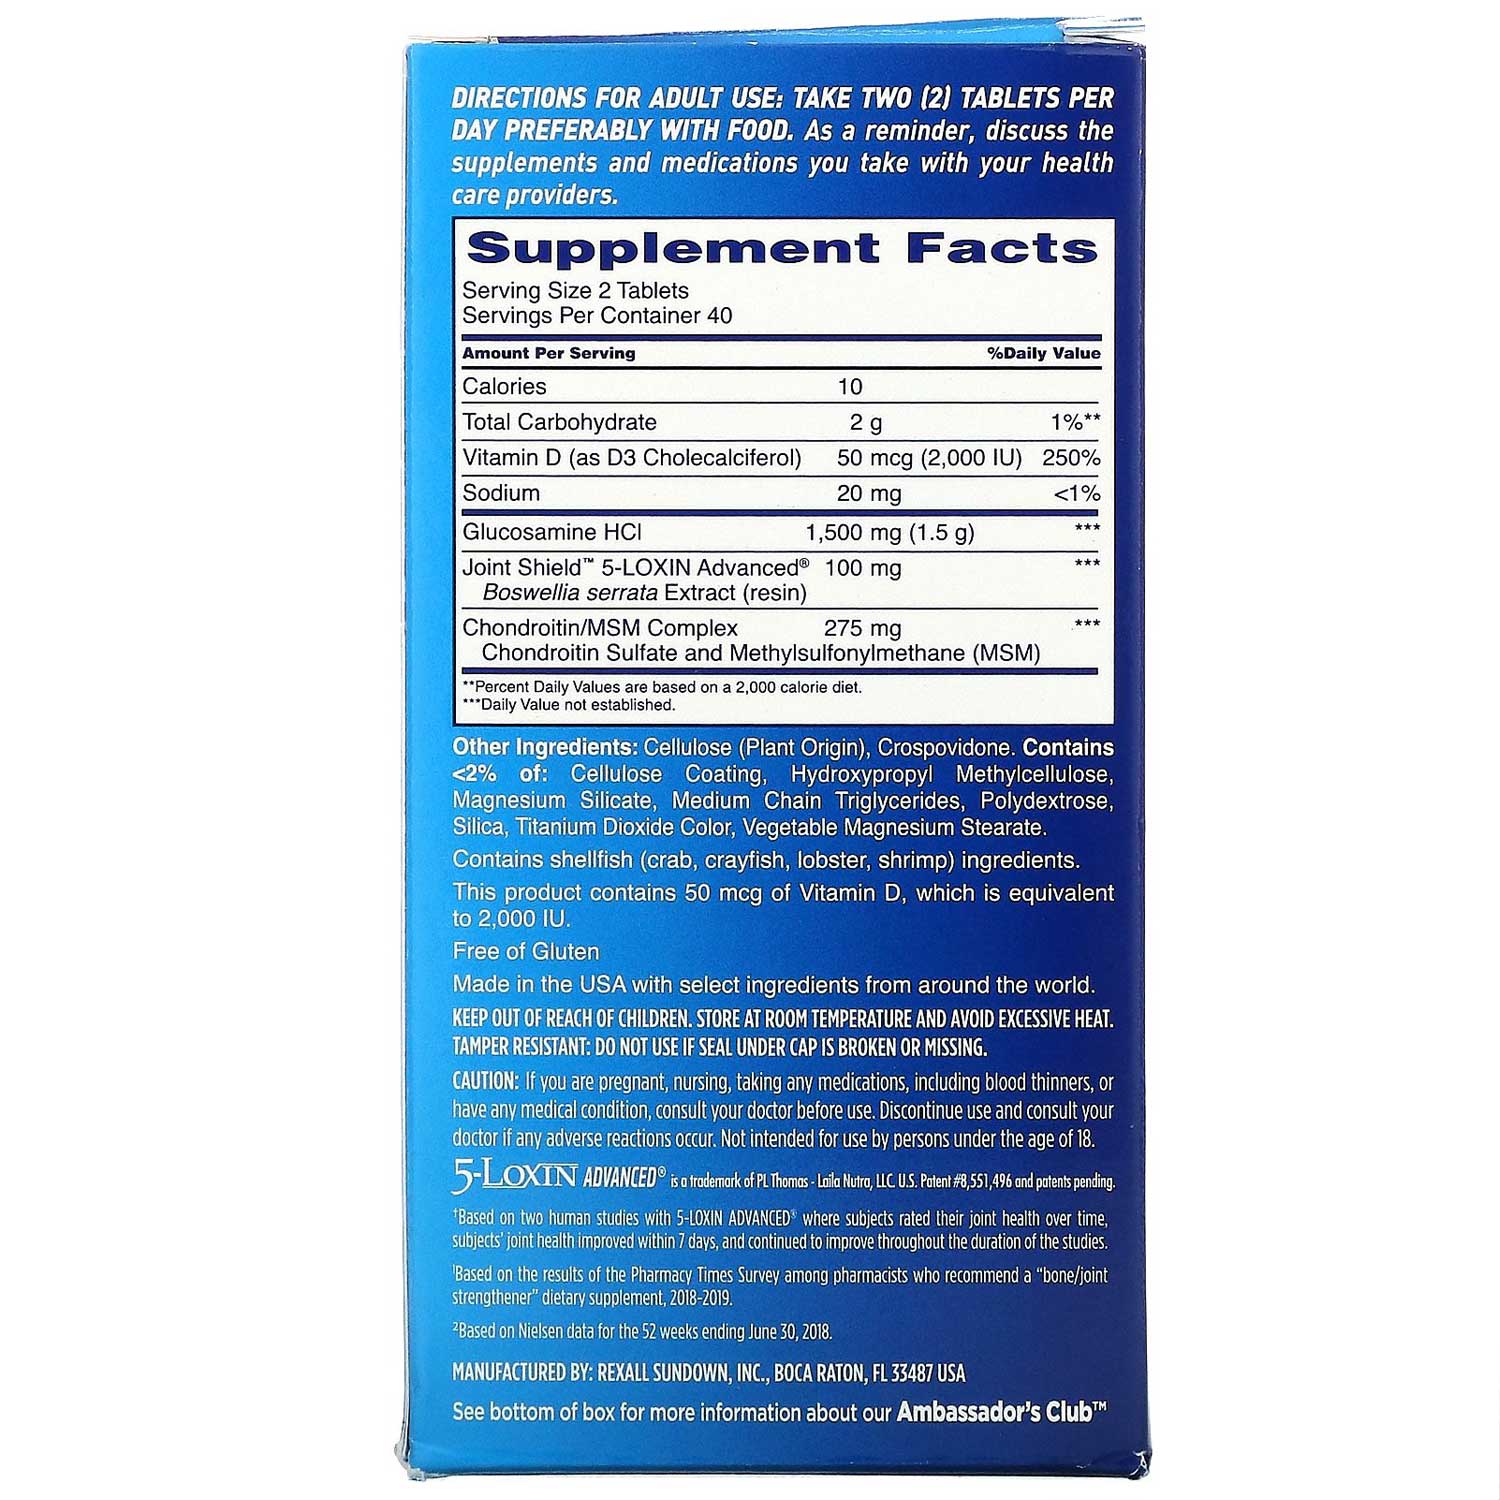 DIRECTIONS FOR ADULT USE: TAKE TWO (2) TABLETS PER
DAY PREFERABLY WITH FOOD. As a reminder, discuss the
supplements and medications you take with your health
care providers.
Supplement Facts
Serving Size 2 Tablets
Servings Per Container 40
Amount Per Serving %Daily Value
Calories 10
Total Carbohydrate 2 g 1%**
Vitamin D (as D3 Cholecalciferol) 50 mcg (2,000 IU) 250%
Sodium 20 mg <1%
Glucosamine HCl 1,500 mg (1.5 g) ***
Joint Shield™ 5-LOXIN Advanced® 100 mg ***
Boswellia serrata Extract (resin)
Chondroitin/MSM Complex 275 mg ***
Chondroitin Sulfate and Methylsulfonylmethane (MSM)
**Percent Daily Values are based on a 2,000 calorie diet.
***Daily Value not established.
Other Ingredients: Cellulose (Plant Origin), Crospovidone. Contains
<2% of: Cellulose Coating, Hydroxypropyl Methylcellulose,
Magnesium Silicate, Medium Chain Triglycerides, Polydextrose,
Silica, Titanium Dioxide Color, Vegetable Magnesium Stearate.
Contains shellfish (crab, crayfish, lobster, shrimp) ingredients.
This product contains 50 mcg of Vitamin D, which is equivalent
to 2,000 IU.
Free of Gluten
Made in the USA with select ingredients from around the world.
KEEP OUT OF REACH OF CHILDREN. STORE AT ROOM TEMPERATURE AND AVOID EXCESSIVE HEAT.
TAMPER RESISTANT: DO NOT USE IF SEAL UNDER CAP IS BROKEN OR MISSING.
CAUTION: If you are pregnant, nursing, taking any medications, including blood thinners, or
have any medical condition, consult your doctor before use. Discontinue use and consult your
doctor if any adverse reactions occur. Not intended for use by persons under the age of 18.
5-LOXIN ADVANCED® is a trademark of PL Thomas - Laila Nutra, LLC. U.S. Patent #8,551,496 and patents pending.
†Based on two human studies with 5-LOXIN ADVANCED® where subjects rated their joint health over time,
subjects' joint health improved within 7 days, and continued to improve throughout the duration of the studies.
¹Based on the results of the Pharmacy Times Survey among pharmacists who recommend a "bone/joint
strengthener" dietary supplement, 2018-2019.
²Based on Nielsen data for the 52 weeks ending June 30, 2018.
MANUFACTURED BY: REXALL SUNDOWN, INC., BOCA RATON, FL 33487 USA
See bottom of box for more information about our Ambassador's Club™